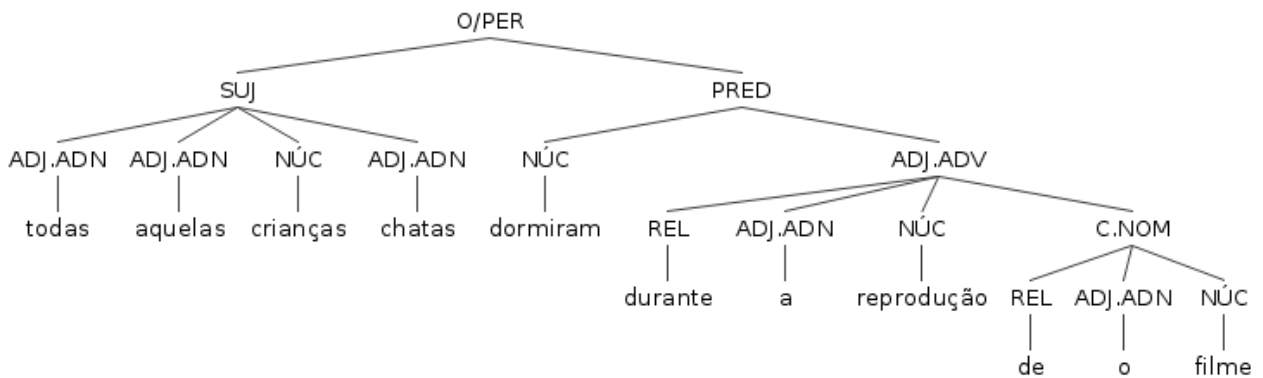 O/PER
SUJ PRED
ADJ.ADN ADJ.ADN NÚC ADJ.ADN NÚC ADJ.ADV
todas aquelas crianças chatas dormiram REL ADJ.ADN NÚC C.NOM
durante a reprodução REL ADJ.ADN NÚC
de o filme